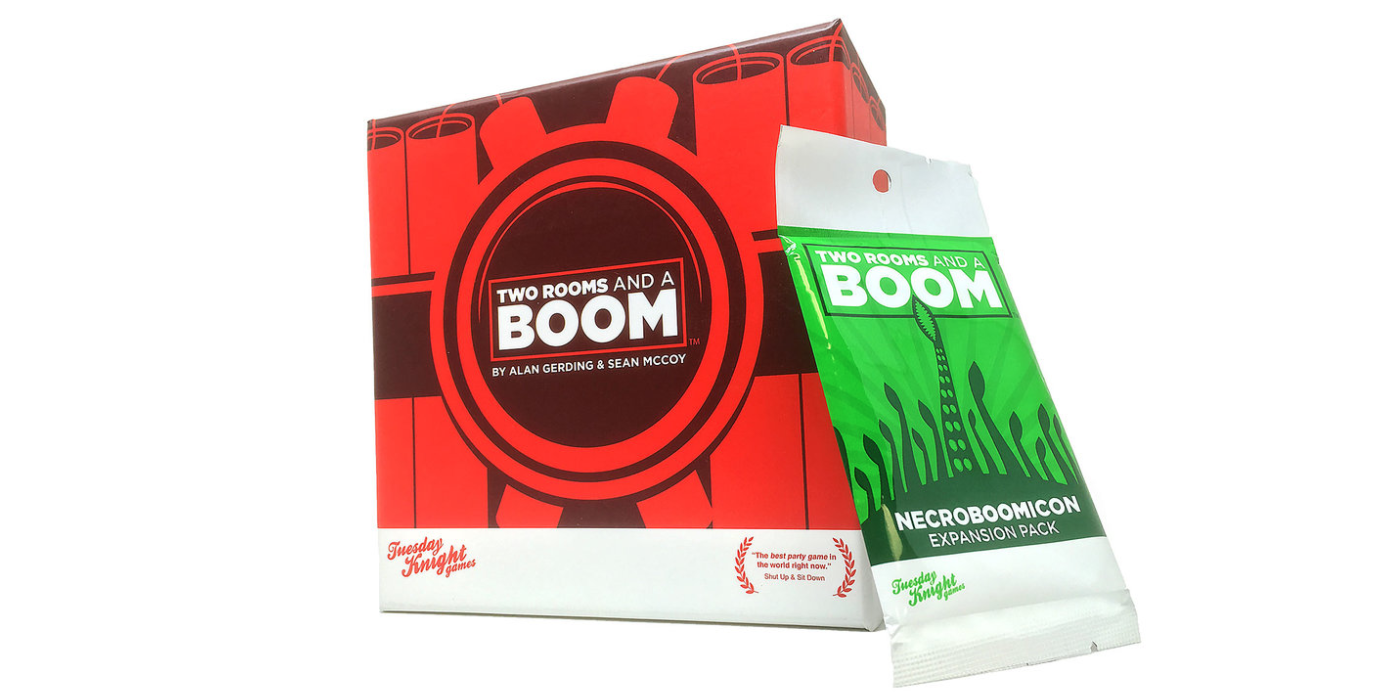 TWO ROOMS AND A
BOOM™
BY ALAN GERDING & SEAN MCCOY
Tuesday
Knight
games
"The best party game in
the world right now."
Shut Up & Sit Down
TWO ROOMS AND A
BOOM
NECROBOOMICON
EXPANSION PACK
Tuesday
Knight
games